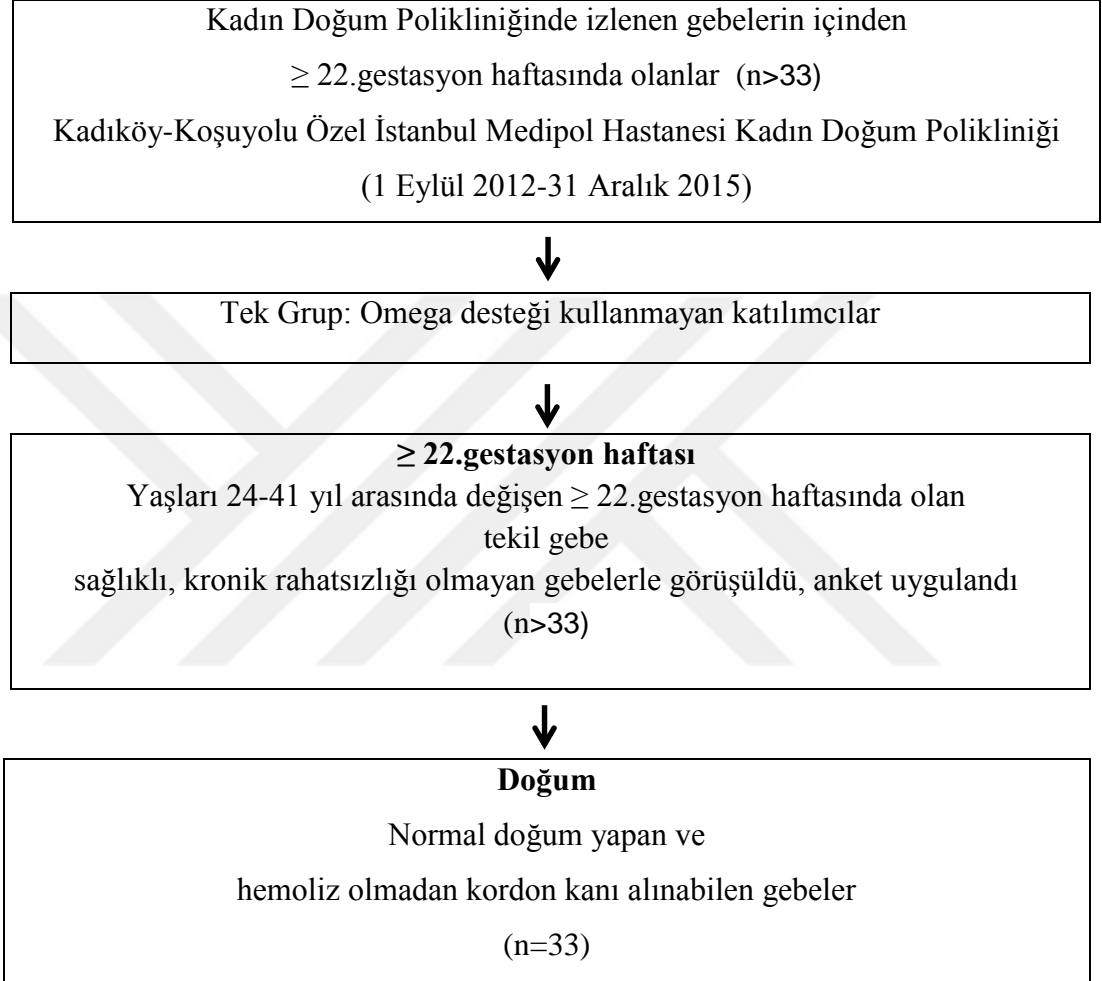 Kadın Doğum Polikliniğinde izlenen gebelerin içinden
≥ 22.gestasyon haftasında olanlar (n>33)
Kadıköy-Koşuyolu Özel İstanbul Medipol Hastanesi Kadın Doğum Polikliniği
(1 Eylül 2012-31 Aralık 2015)
Tek Grup: Omega desteği kullanmayan katılımcılar
≥ 22.gestasyon haftası
Yaşları 24-41 yıl arasında değişen ≥ 22.gestasyon haftasında olan
tekil gebe
sağlıklı, kronik rahatsızlığı olmayan gebelerle görüşüldü, anket uygulandı
(n>33)
Doğum
Normal doğum yapan ve
hemoliz olmadan kordon kanı alınabilen gebeler
(n=33)